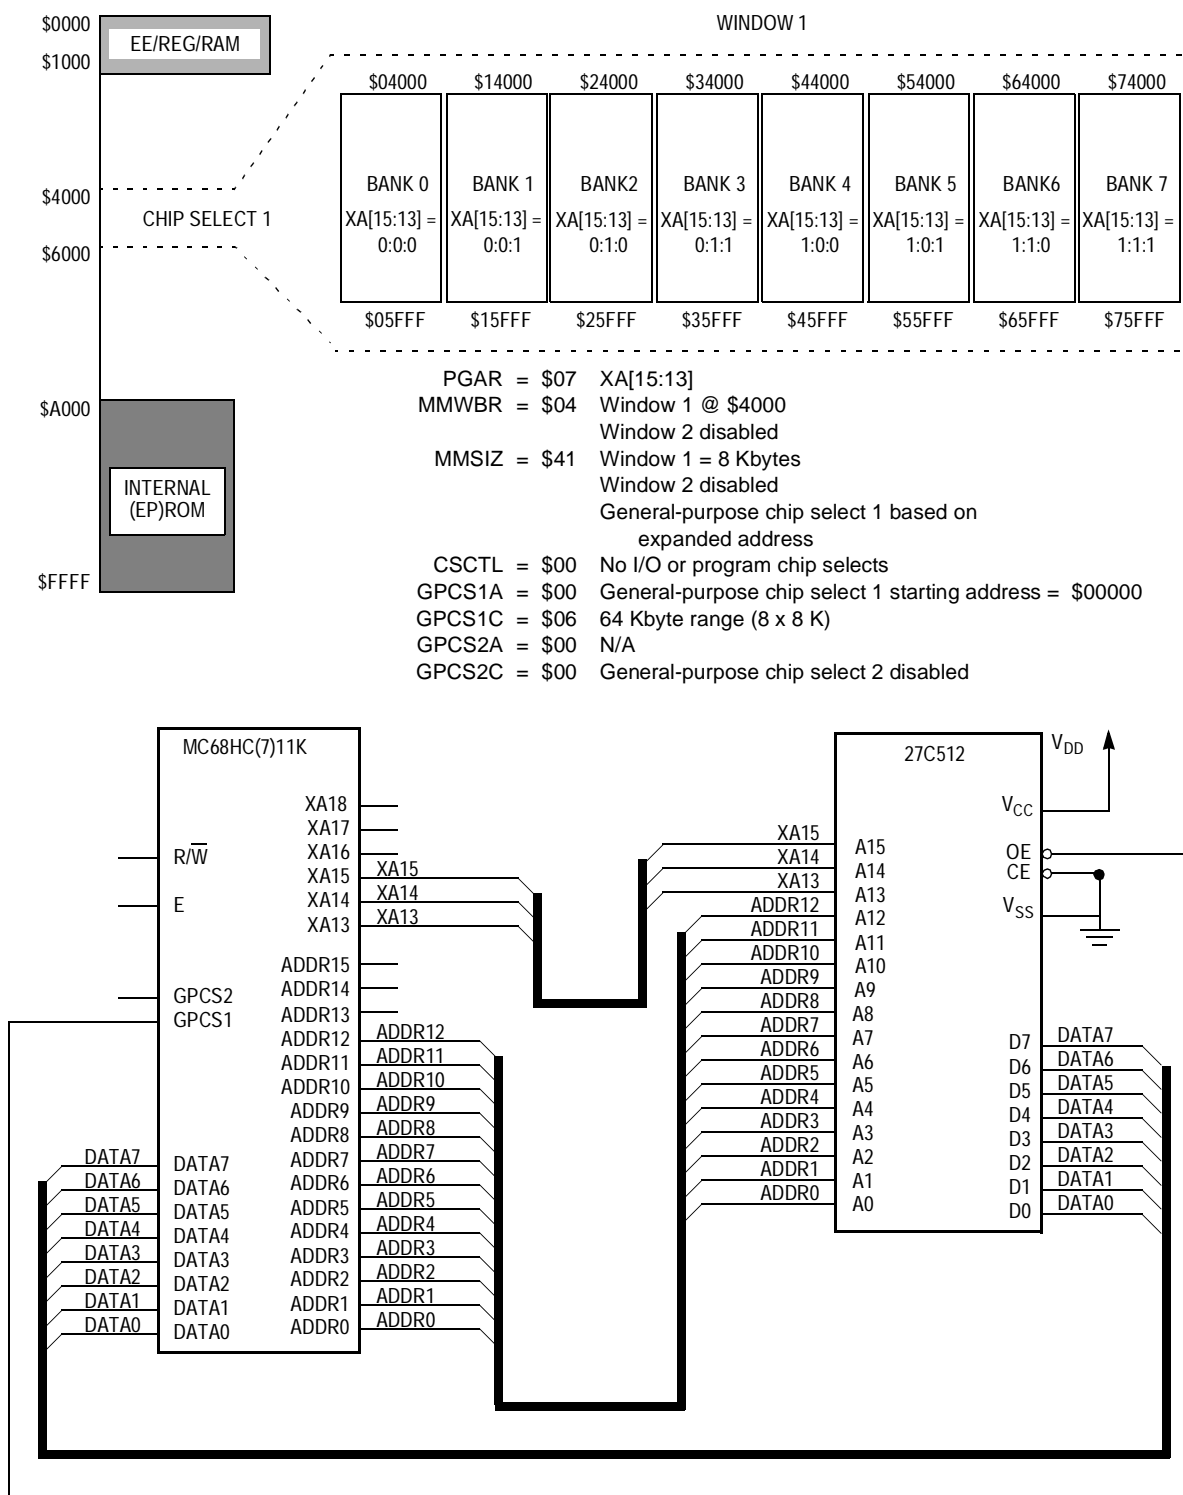 $0000
EE/REG/RAM
$1000
WINDOW 1
$04000 $14000 $24000 $34000 $44000 $54000 $64000 $74000
BANK 0 BANK 1 BANK2 BANK 3 BANK 4 BANK 5 BANK6 BANK 7
XA[15:13] = XA[15:13] = XA[15:13] = XA[15:13] = XA[15:13] = XA[15:13] = XA[15:13] = XA[15:13] =
0:0:0 0:0:1 0:1:0 0:1:1 1:0:0 1:0:1 1:1:0 1:1:1
$05FFF $15FFF $25FFF $35FFF $45FFF $55FFF $65FFF $75FFF
$4000
CHIP SELECT 1
$6000
$A000
INTERNAL
(EP)ROM
$FFFF
PGAR = $07 XA[15:13]
MMWBR = $04 Window 1 @ $4000
Window 2 disabled
MMSIZ = $41 Window 1 = 8 Kbytes
Window 2 disabled
General-purpose chip select 1 based on
expanded address
CSCTL = $00 No I/O or program chip selects
GPCS1A = $00 General-purpose chip select 1 starting address = $00000
GPCS1C = $06 64 Kbyte range (8 x 8 K)
GPCS2A = $00 N/A
GPCS2C = $00 General-purpose chip select 2 disabled
MC68HC(7)11K
R/W
E
GPCS2
GPCS1
DATA7 DATA7
DATA6 DATA6
DATA5 DATA5
DATA4 DATA4
DATA3 DATA3
DATA2 DATA2
DATA1 DATA1
DATA0 DATA0
XA18
XA17
XA16
XA15 XA15
XA14 XA14
XA13 XA13
ADDR15
ADDR14
ADDR13
ADDR12 ADDR12
ADDR11 ADDR11
ADDR10 ADDR10
ADDR9 ADDR9
ADDR8 ADDR8
ADDR7 ADDR7
ADDR6 ADDR6
ADDR5 ADDR5
ADDR4 ADDR4
ADDR3 ADDR3
ADDR2 ADDR2
ADDR1 ADDR1
ADDR0 ADDR0
27C512
VDD
VCC
OE
CE
VSS
XA15 A15
XA14 A14
XA13 A13
ADDR12 A12
ADDR11 A11
ADDR10 A10
ADDR9 A9
ADDR8 A8
ADDR7 A7
ADDR6 A6
ADDR5 A5
ADDR4 A4
ADDR3 A3
ADDR2 A2
ADDR1 A1
ADDR0 A0
D7 DATA7
D6 DATA6
D5 DATA5
D4 DATA4
D3 DATA3
D2 DATA2
D1 DATA1
D0 DATA0